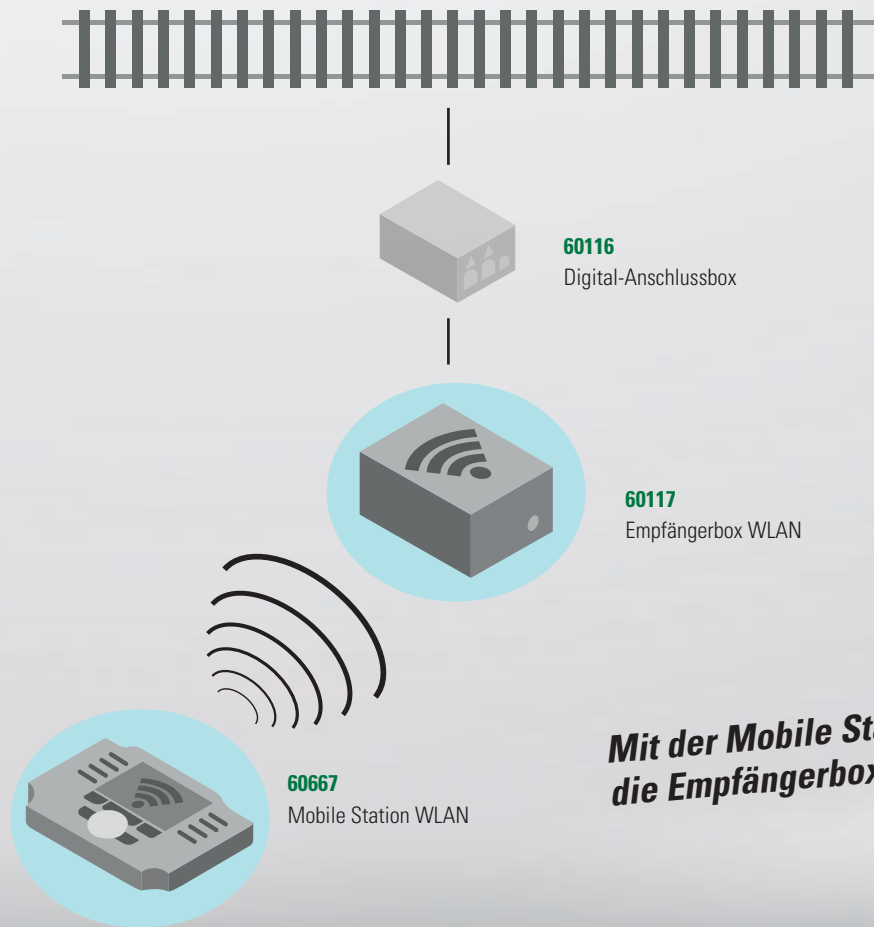 60116
Digital-Anschlussbox
60117
Empfängerbox WLAN
Mit der Mobile
die Empfängerbox
60667
Mobile Station WLAN